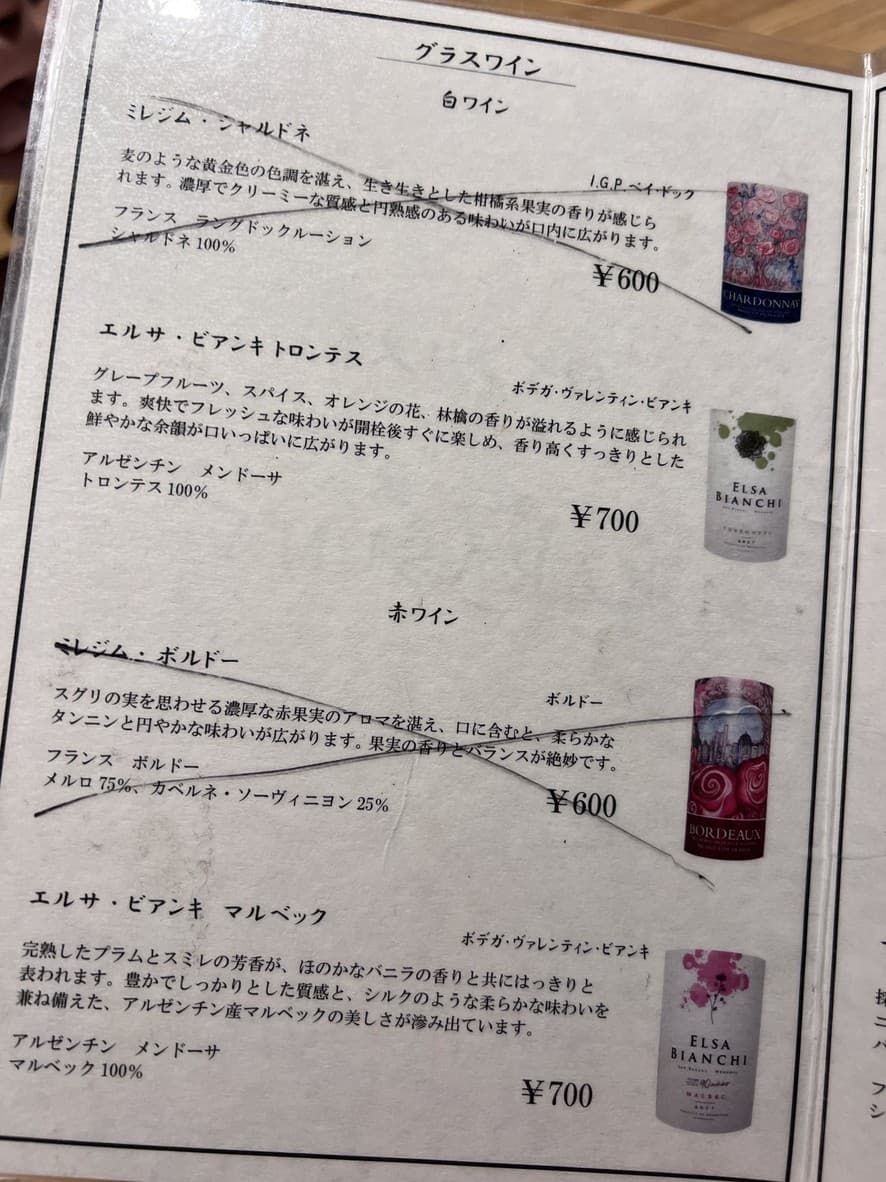 グラスワイン
白ワイン
ミレジム・シャルドネ
I.G.P ペイ・ドック
麦のような黄金色の色調を湛え、生き生きとした柑橘系果実の香りが感じら
れます。濃厚でクリーミーな質感と円熟感のある味わいが口内に広がります。
フランス ラングドックルーション
シャルドネ 100%
¥600
CHARDONNAY
エルサ・ビアンキ トロンテス
ボデガ・ヴァレンティン・ビアンキ
グレープフルーツ、スパイス、オレンジの花、林檎の香りが溢れるように感じられ
ます。爽快でフレッシュな味わいが開栓後すぐに楽しめ、香り高くすっきりとした
鮮やかな余韻が口いっぱいに広がります。
アルゼンチン メンドーサ
トロンテス 100%
¥700
ELSA
BIANCHI
赤ワイン
ミレジム・ボルドー
ボルドー
スグリの実を思わせる濃厚な赤果実のアロマを湛え、口に含むと、柔らかな
タンニンと円やかな味わいが広がります。果実の香りとバランスが絶妙です。
フランス ボルドー
メルロ 75%、カベルネ・ソーヴィニヨン 25%
¥600
BORDEAUX
エルサ・ビアンキ マルベック
ボデガ・ヴァレンティン・ビアンキ
完熟したプラムとスミレの芳香が、ほのかなバニラの香りと共にはっきりと
表われます。豊かでしっかりとした質感と、シルクのような柔らかな味わいを
兼ね備えた、アルゼンチン産マルベックの美しさが滲み出ています。
アルゼンチン メンドーサ
マルベック 100%
¥700
ELSA
BIANCHI
MALBEC